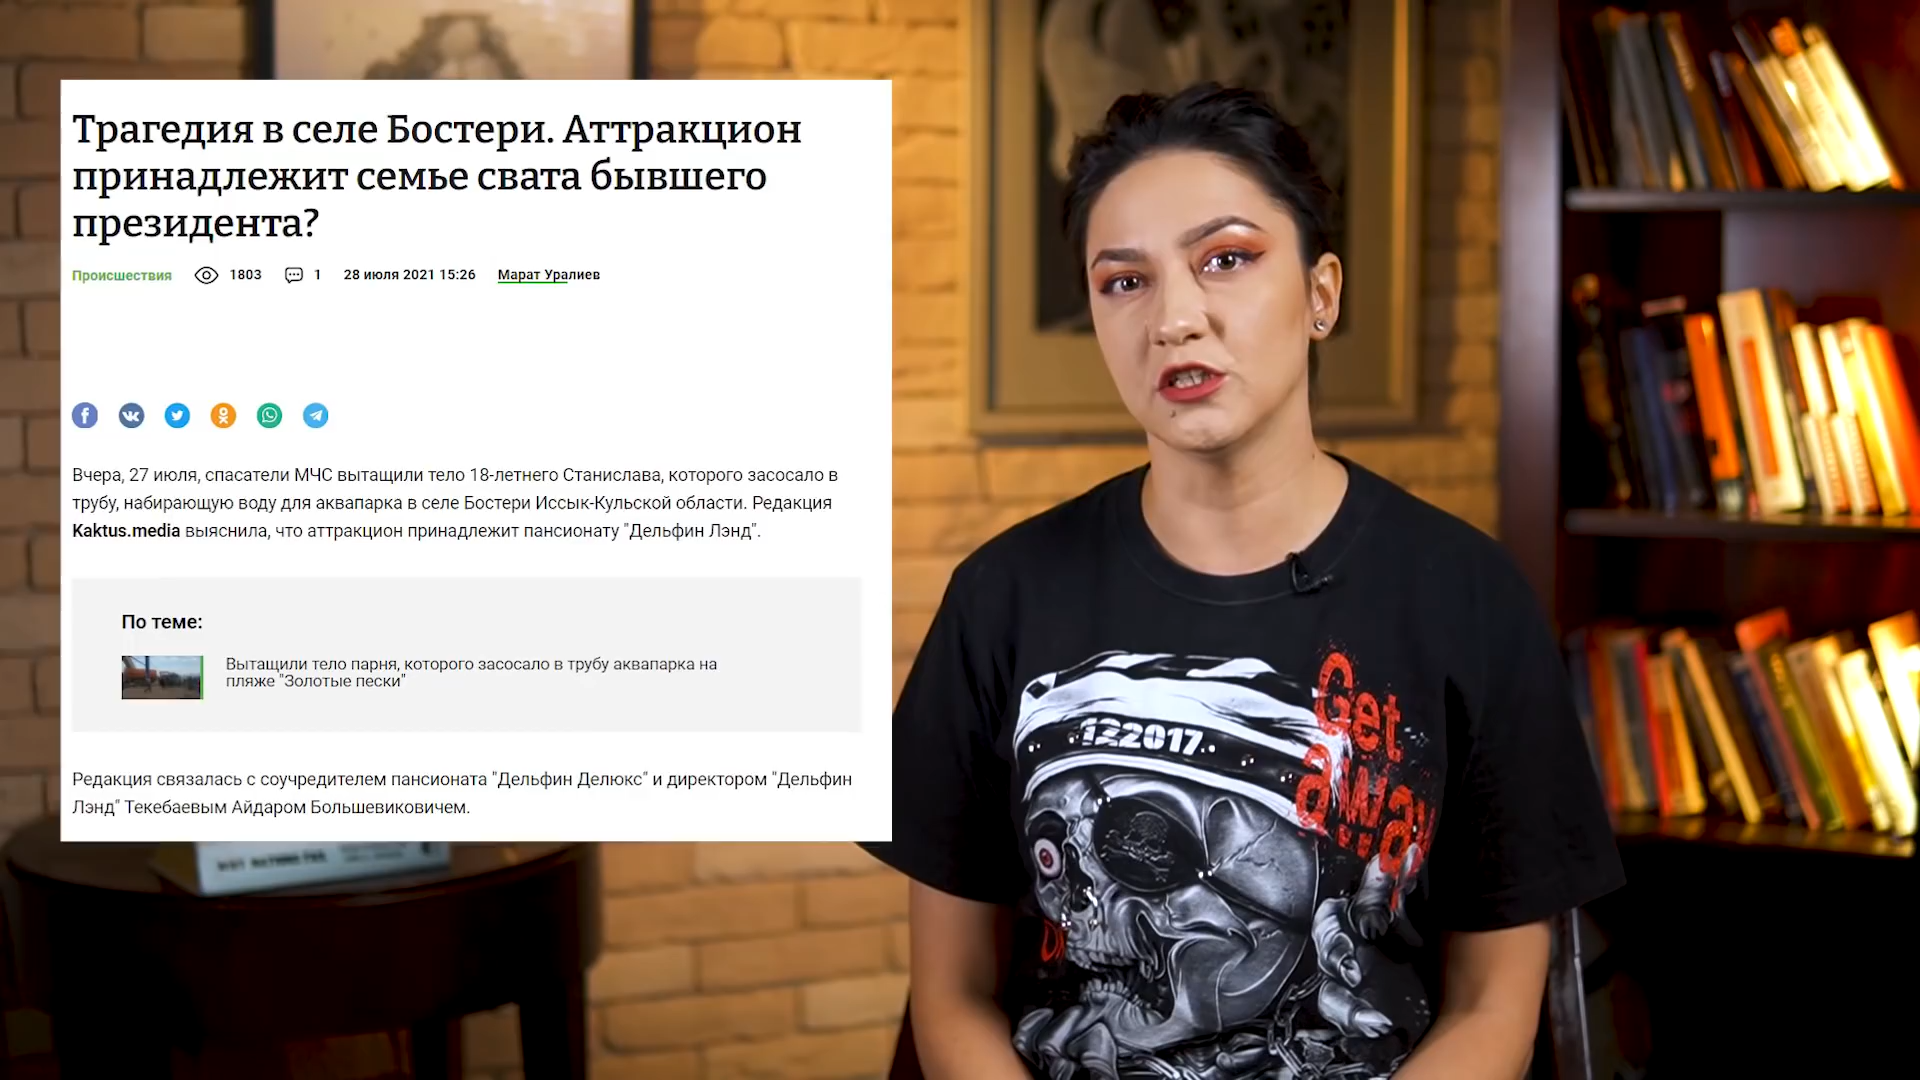 Трагедия в селе Бостери. Аттракцион
принадлежит семье свата бывшего
президента?
Происшествия 1803 1 28 июля 2021 15:26 Марат Уралиев
Вчера, 27 июля, спасатели МЧС вытащили тело 18-летнего Станислава, которого засосало в
трубу, набирающую воду для аквапарка в селе Бостери Иссык-Кульской области. Редакция
Kaktus.media выяснила, что аттракцион принадлежит пансионату "Дельфин Лэнд".
По теме:
Вытащили тело парня, которого засосало в трубу аквапарка на
пляже "Золотые пески"
Редакция связалась с соучредителем пансионата "Дельфин Делюкс" и директором "Дельфин
Лэнд" Текебаевым Айдаром Большевиковичем.
122017
Get
away